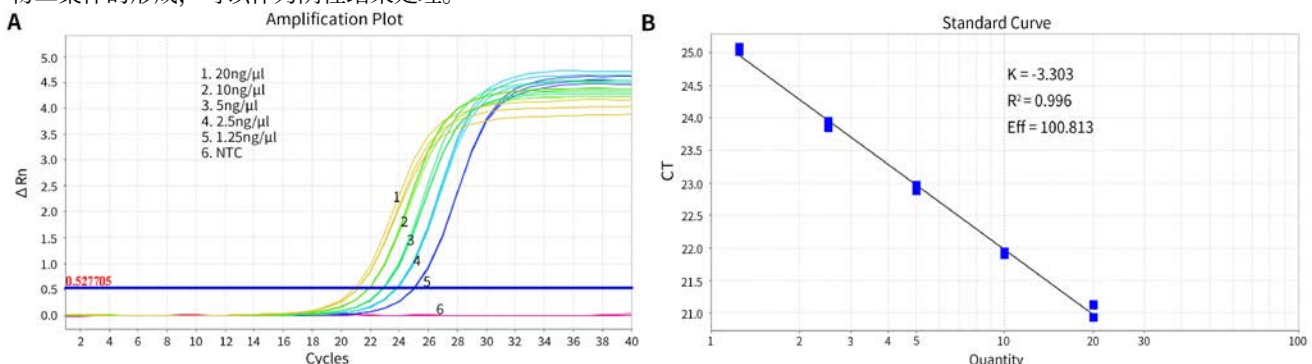 A
Amplification Plot
ΔRn
5.0
4.5
4.0
3.5
3.0
2.5
2.0
1.5
1.0
0.5
0.0
0.527705
1. 20ng/μl
2. 10ng/μl
3. 5ng/μl
4. 2.5ng/μl
5. 1.25ng/μl
6. NTC
1
2
3
4
5
6
2 4 6 8 10 12 14 16 18 20 22 24 26 28 30 32 34 36 38 40
Cycles
B
Standard Curve
CT
25.0
24.5
24.0
23.5
23.0
22.5
22.0
21.5
21.0
K = -3.303
R² = 0.996
Eff = 100.813
1 2 3 5 10 20 30 100
Quantity